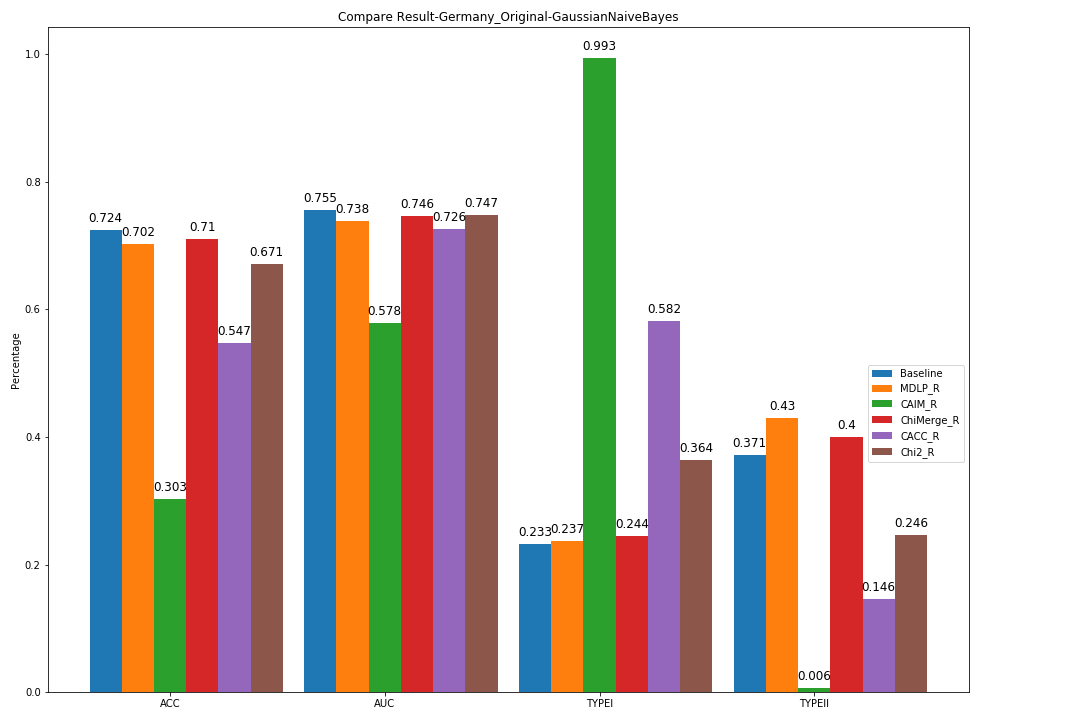 Compare Result-Germany_Original-GaussianNaiveBayes
Percentage
1.0
0.8
0.6
0.4
0.2
0.0
0.724
0.702
0.303
0.71
0.547
0.671
0.755
0.738
0.578
0.746
0.726
0.747
0.233
0.237
0.993
0.244
0.582
0.364
0.371
0.43
0.006
0.4
0.146
0.246
Baseline
MDLP_R
CAIM_R
ChiMerge_R
CACC_R
Chi2_R
ACC
AUC
TYPEI
TYPEII